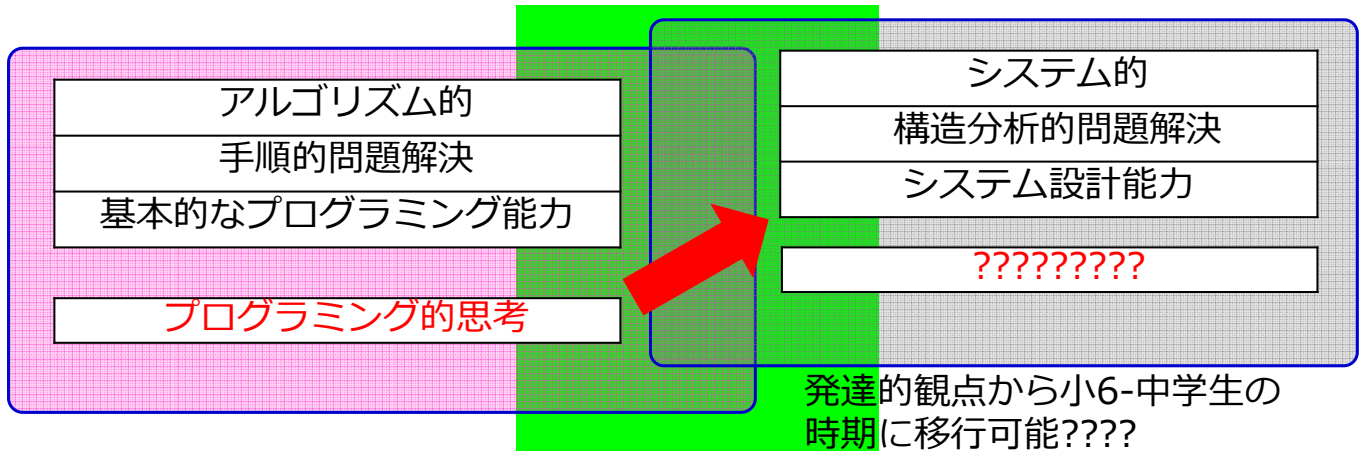 アルゴリズム的
手順的問題解決
基本的なプログラミング能力
プログラミング的思考
システム的
構造分析的問題解決
システム設計能力
?????????
発達的観点から小6-中学生の
時期に移行可能????